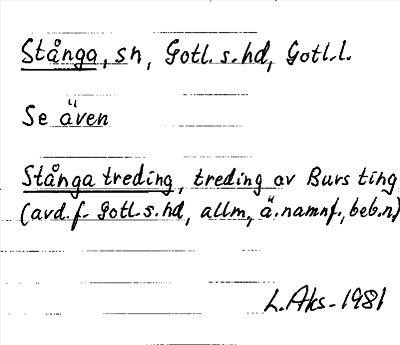 Stånga, sn, Gotl. s. hd, Gotl. l.
Se även
Stånga treding, treding av Burs ting
(avd. f. Gotl. s. hd, allm, ä. namnf., beb.n)
L. Aks- 1981